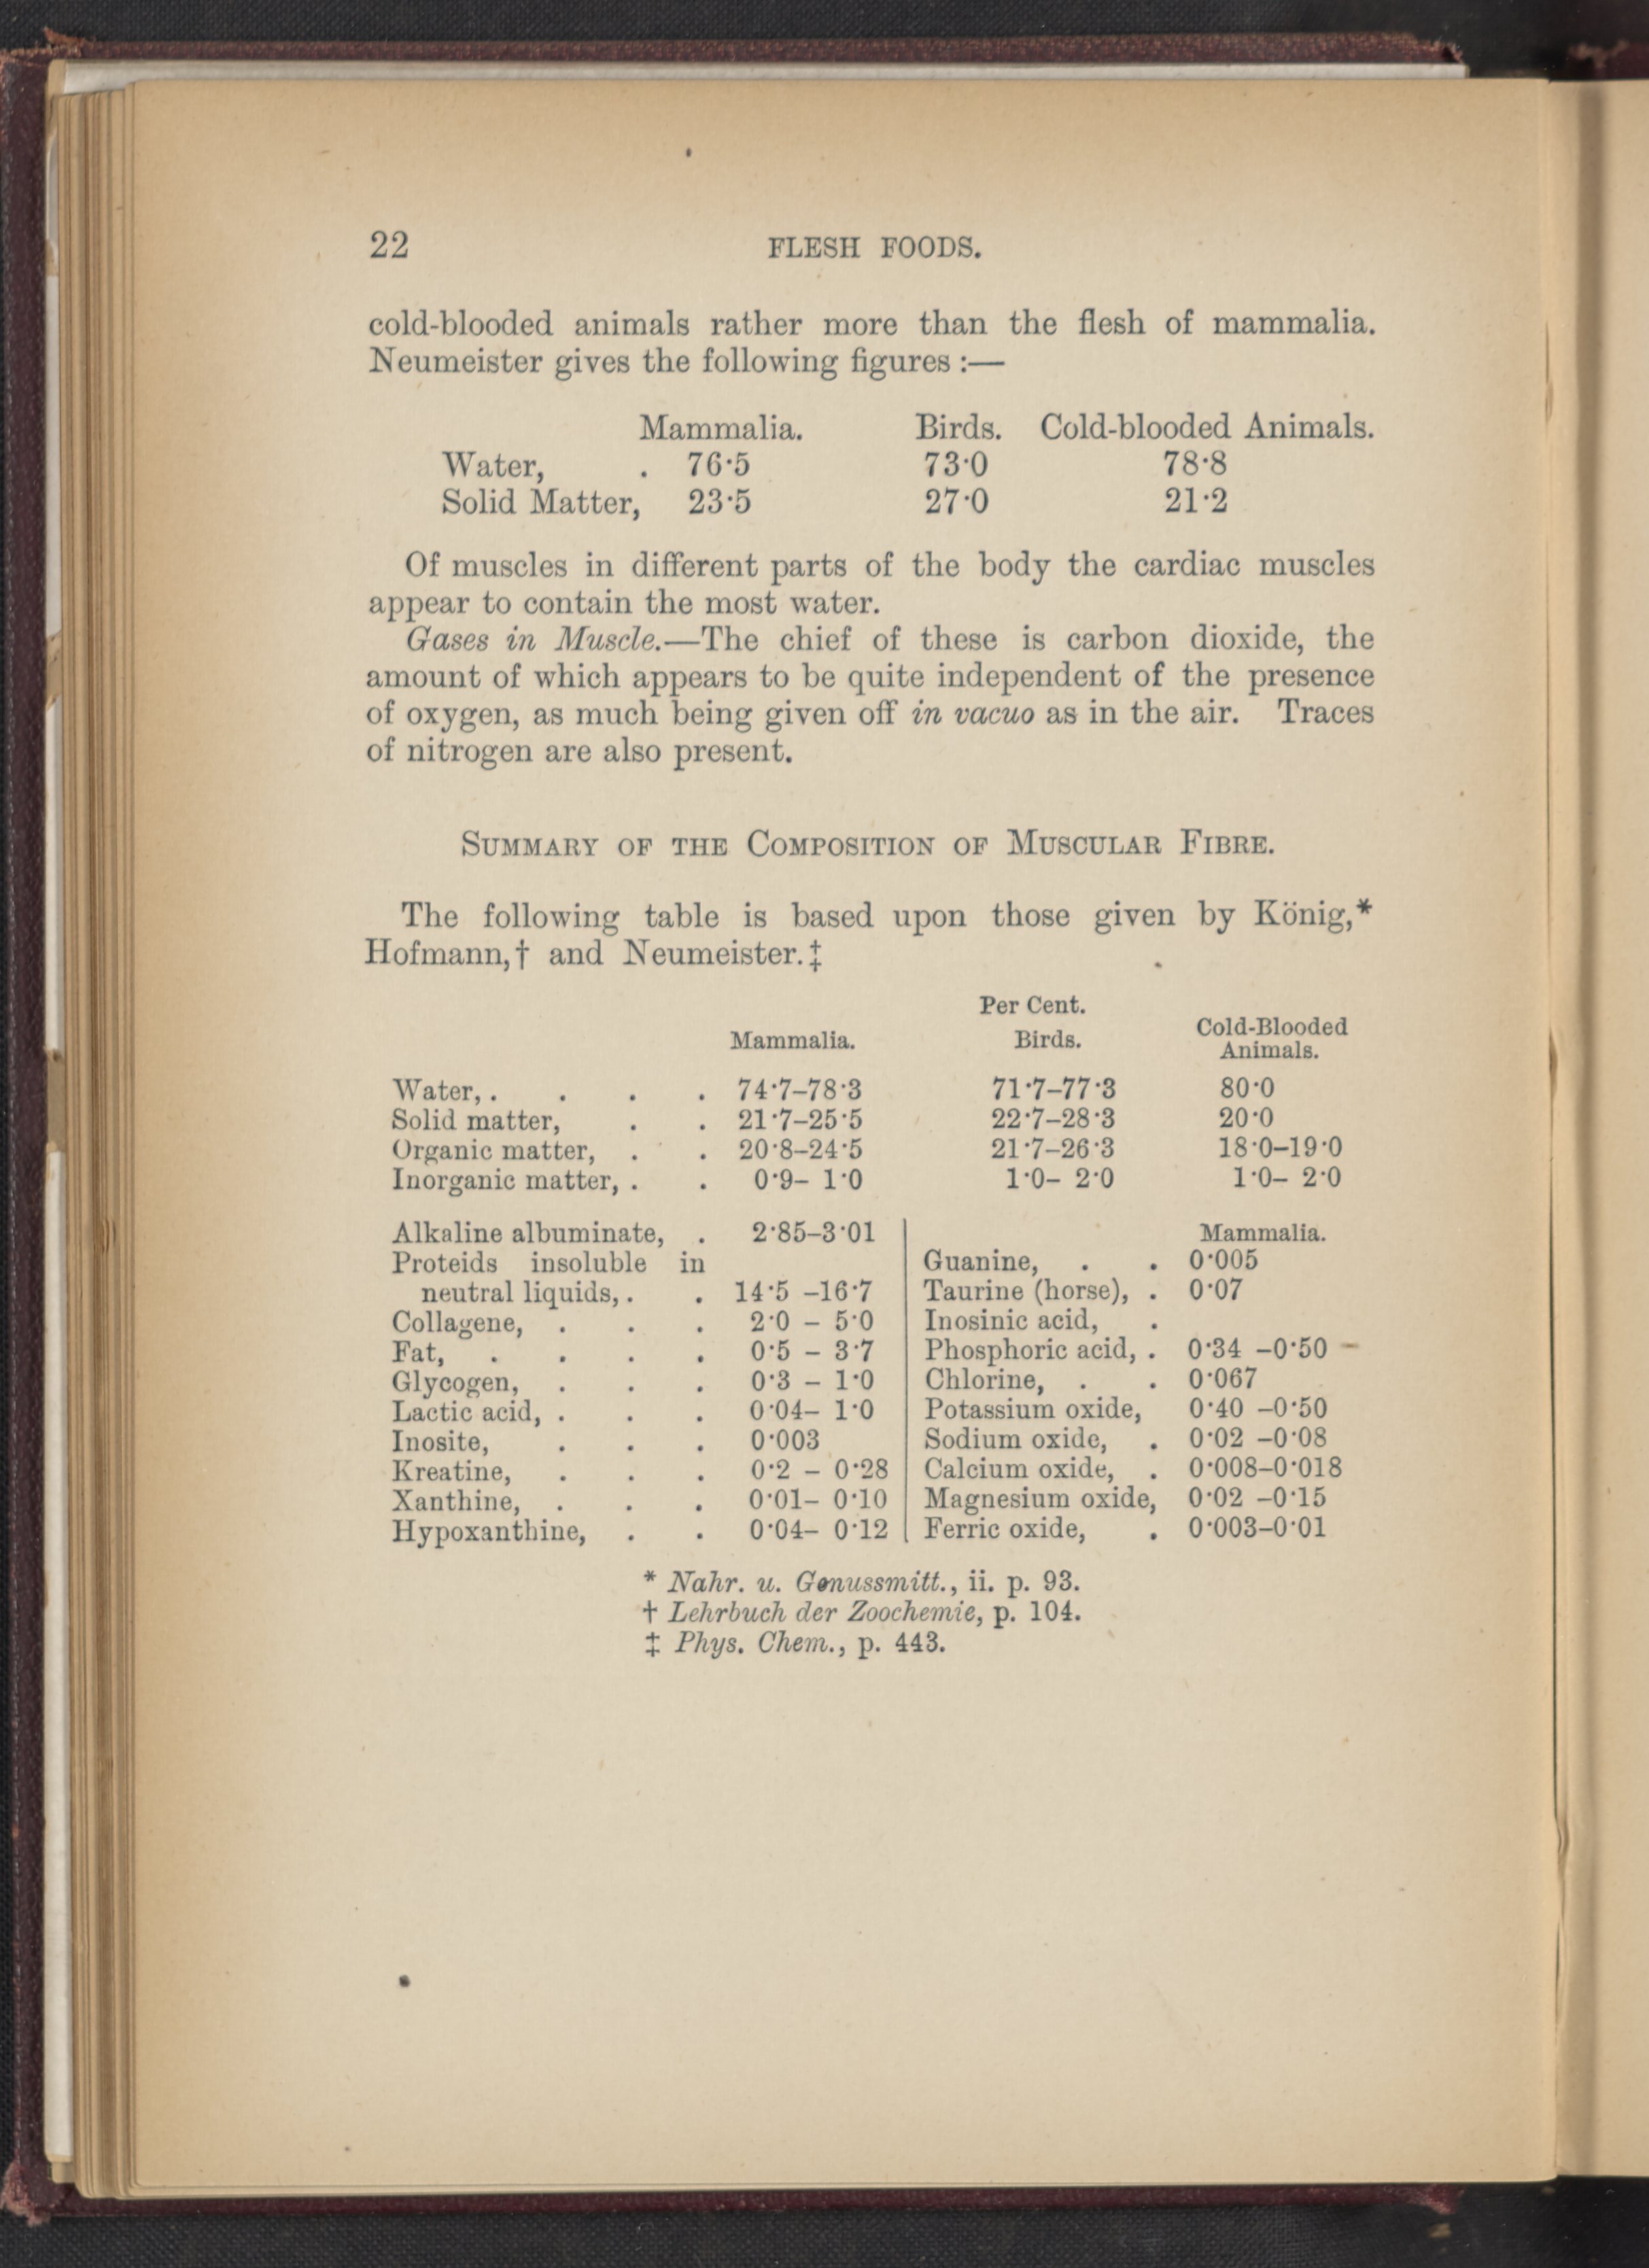 22 FLESH FOODS.
cold-blooded animals rather more than the flesh of mammalia.
Neumeister gives the following figures :—
Mammalia. Birds. Cold-blooded Animals.
Water, . 76·5 73·0 78·8
Solid Matter, 23·5 27·0 21·2
Of muscles in different parts of the body the cardiac muscles
appear to contain the most water.
Gases in Muscle.—The chief of these is carbon dioxide, the
amount of which appears to be quite independent of the presence
of oxygen, as much being given off in vacuo as in the air. Traces
of nitrogen are also present.
SUMMARY OF THE COMPOSITION OF MUSCULAR FIBRE.
The following table is based upon those given by König,*
Hofmann,† and Neumeister.‡
Per Cent.
Mammalia. Birds. Cold-Blooded
Animals.
Water, . . . . 74·7–78·3 71·7–77·3 80·0
Solid matter, . . 21·7–25·5 22·7–28·3 20·0
Organic matter, . . 20·8–24·5 21·7–26·3 18·0–19·0
Inorganic matter, . . 0·9– 1·0 1·0– 2·0 1·0– 2·0
Alkaline albuminate, . 2·85–3·01
Proteids insoluble in
neutral liquids, . . 14·5 –16·7
Collagene, . . . 2·0 – 5·0
Fat, . . . . 0·5 – 3·7
Glycogen, . . . 0·3 – 1·0
Lactic acid, . . . 0·04– 1·0
Inosite, . . . 0·003
Kreatine, . . . 0·2 – 0·28
Xanthine, . . . 0·01– 0·10
Hypoxanthine, . . 0·04– 0·12
Mammalia.
Guanine, . . 0·005
Taurine (horse), . 0·07
Inosinic acid, .
Phosphoric acid, . 0·34 –0·50
Chlorine, . . 0·067
Potassium oxide, 0·40 –0·50
Sodium oxide, . 0·02 –0·08
Calcium oxide, . 0·008–0·018
Magnesium oxide, 0·02 –0·15
Ferric oxide, . 0·003–0·01
* Nahr. u. Genussmitt., ii. p. 93.
† Lehrbuch der Zoochemie, p. 104.
‡ Phys. Chem., p. 443.